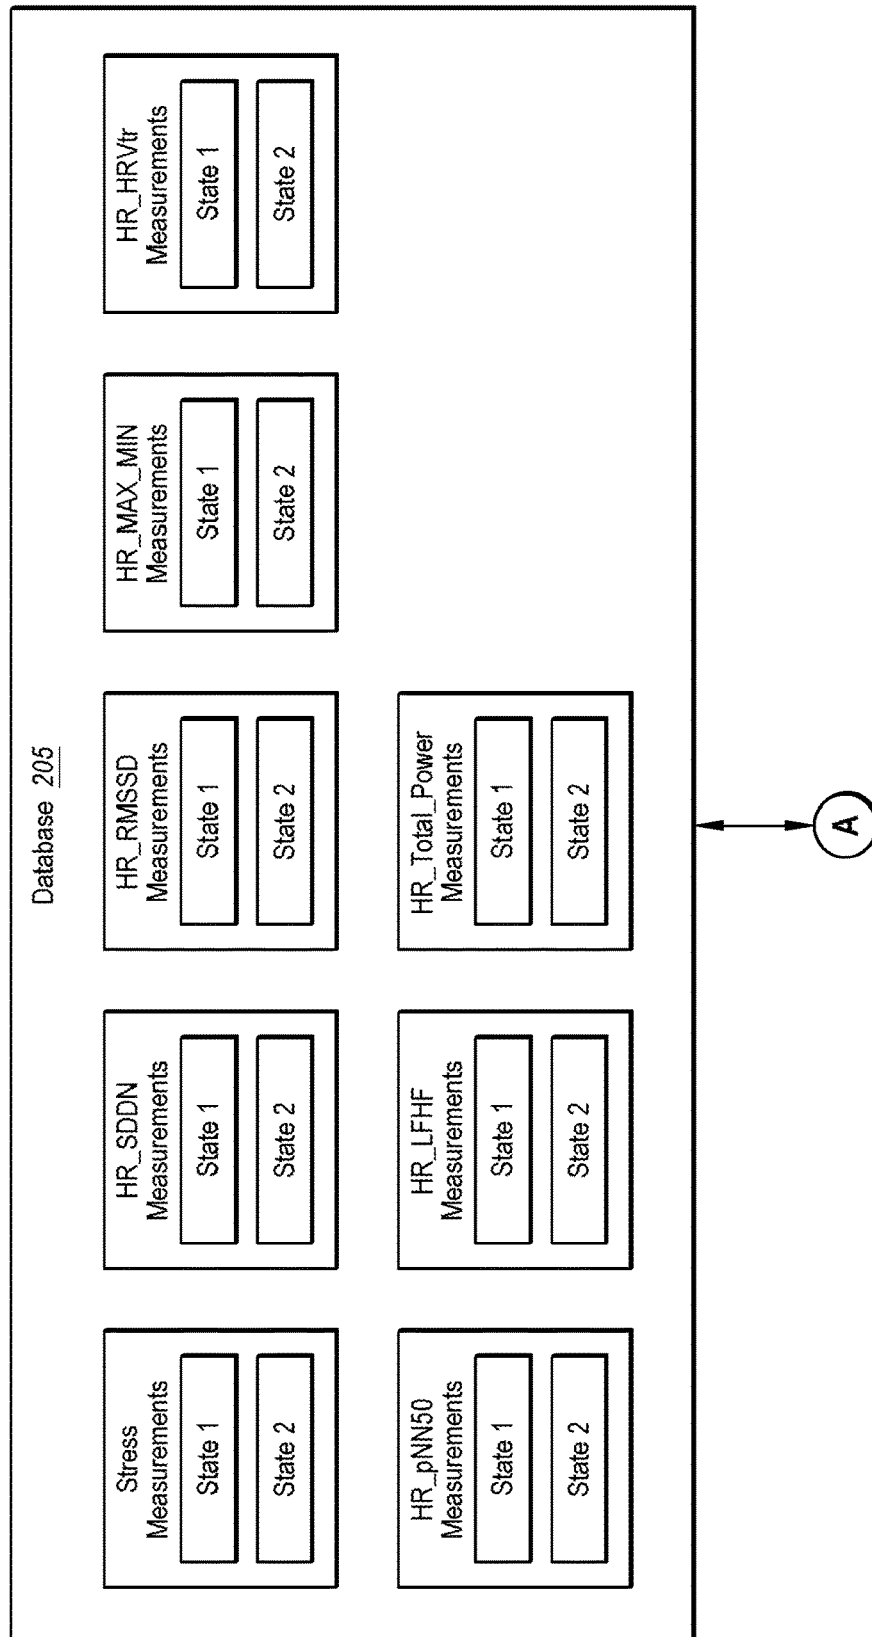 Database 205
Stress
Measurements
State 1
State 2
HR_SDDN
Measurements
State 1
State 2
HR_RMSSD
Measurements
State 1
State 2
HR_MAX_MIN
Measurements
State 1
State 2
HR_HRVtr
Measurements
State 1
State 2
HR_pNN50
Measurements
State 1
State 2
HR_LFHF
Measurements
State 1
State 2
HR_Total_Power
Measurements
State 1
State 2
A